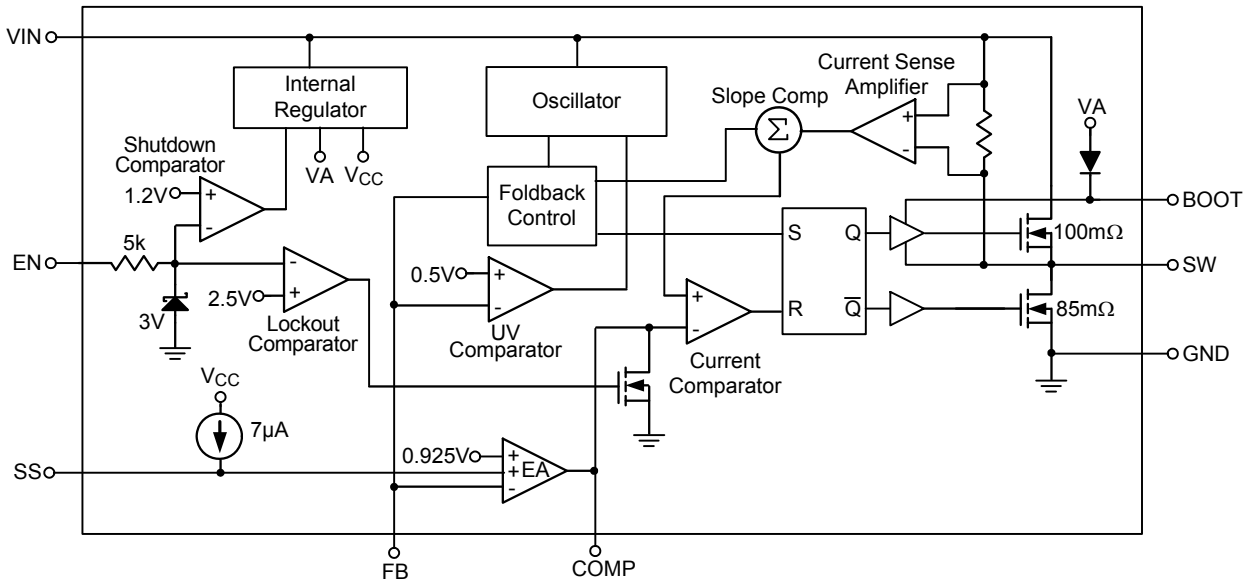 VIN
Internal
Regulator
Oscillator
Current Sense
Amplifier
Slope Comp
VA
Shutdown
Comparator
1.2V
+
-
VA
VCC
Foldback
Control
Σ
+
-
BOOT
100mΩ
EN
5k
3V
2.5V
-
+
Lockout
Comparator
0.5V
+
-
UV
Comparator
S
Q
R
Q̅
SW
85mΩ
+
-
Current
Comparator
GND
VCC
7µA
SS
0.925V
+
+
-
EA
FB
COMP